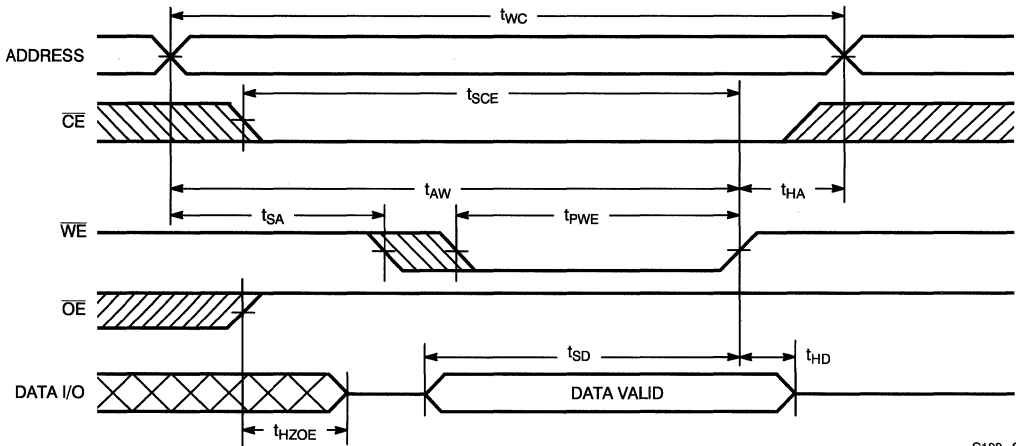 tWC
ADDRESS
tSCE
CE
tAW
tHA
tSA
tPWE
WE
OE
tSD
tHD
DATA I/O
DATA VALID
tHZOE